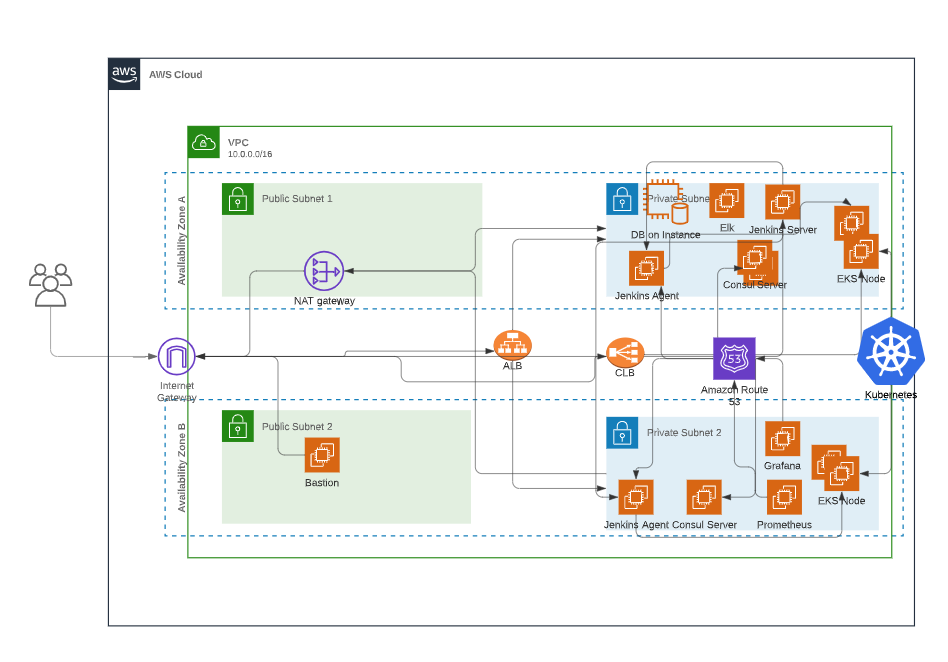 aws
AWS Cloud
VPC
10.0.0.0/16
Availability Zone A
Public Subnet 1
NAT gateway
Private Subne
DB on Instance
Elk
Jenkins Server
Jenkins Agent
Consul Server
EKS Node
Internet
Gateway
ALB
CLB
53
Amazon Route
53
Kubernetes
Availability Zone B
Public Subnet 2
Bastion
Private Subnet 2
Grafana
EKS Node
Jenkins Agent
Consul Server
Prometheus